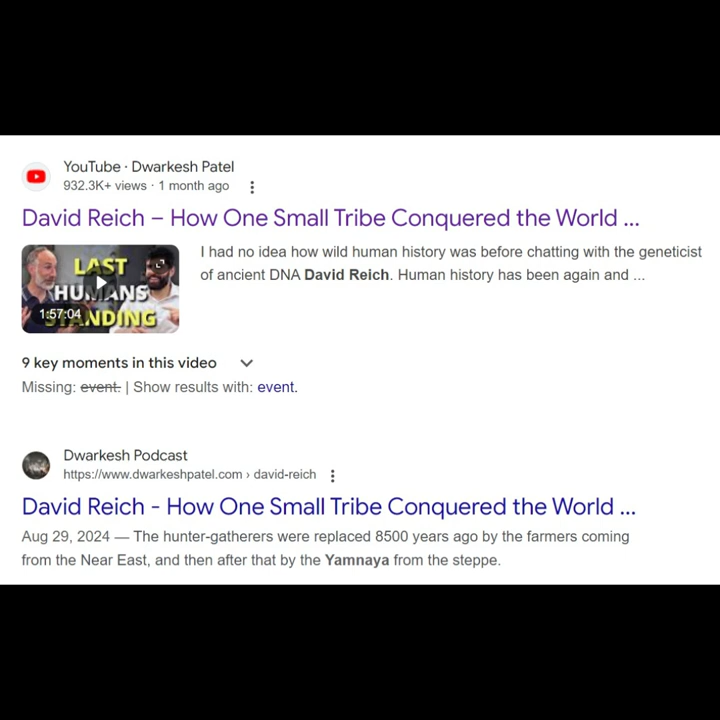 YouTube · Dwarkesh Patel
932.3K+ views · 1 month ago
David Reich – How One Small Tribe Conquered the World ...
LAST
HUMANS
STANDING
1:57:04
I had no idea how wild human history was before chatting with the geneticist
of ancient DNA David Reich. Human history has been again and ...
9 key moments in this video
Missing: event. | Show results with: event.
Dwarkesh Podcast
https://www.dwarkeshpatel.com › david-reich
David Reich - How One Small Tribe Conquered the World ...
Aug 29, 2024 — The hunter-gatherers were replaced 8500 years ago by the farmers coming
from the Near East, and then after that by the Yamnaya from the steppe.